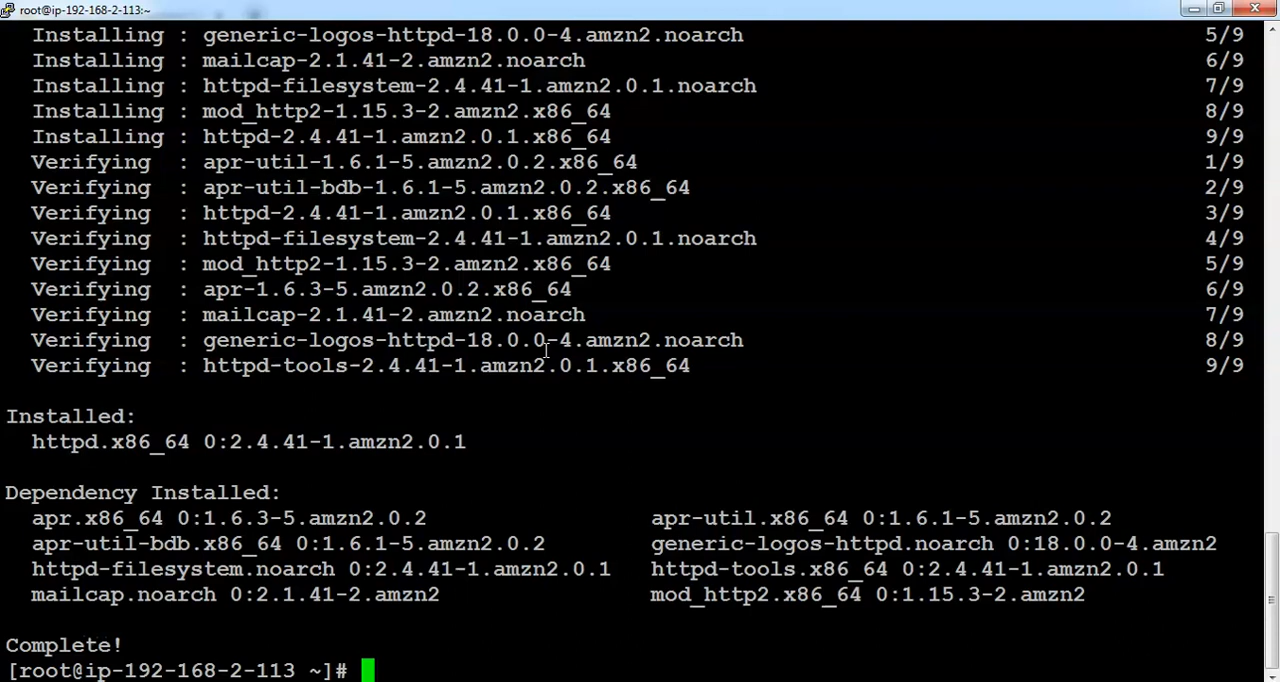 root@ip-192-168-2-113:~
Installing : generic-logos-httpd-18.0.0-4.amzn2.noarch 5/9
Installing : mailcap-2.1.41-2.amzn2.noarch 6/9
Installing : httpd-filesystem-2.4.41-1.amzn2.0.1.noarch 7/9
Installing : mod_http2-1.15.3-2.amzn2.x86_64 8/9
Installing : httpd-2.4.41-1.amzn2.0.1.x86_64 9/9
Verifying : apr-util-1.6.1-5.amzn2.0.2.x86_64 1/9
Verifying : apr-util-bdb-1.6.1-5.amzn2.0.2.x86_64 2/9
Verifying : httpd-2.4.41-1.amzn2.0.1.x86_64 3/9
Verifying : httpd-filesystem-2.4.41-1.amzn2.0.1.noarch 4/9
Verifying : mod_http2-1.15.3-2.amzn2.x86_64 5/9
Verifying : apr-1.6.3-5.amzn2.0.2.x86_64 6/9
Verifying : mailcap-2.1.41-2.amzn2.noarch 7/9
Verifying : generic-logos-httpd-18.0.0-4.amzn2.noarch 8/9
Verifying : httpd-tools-2.4.41-1.amzn2.0.1.x86_64 9/9
Installed:
httpd.x86_64 0:2.4.41-1.amzn2.0.1
Dependency Installed:
apr.x86_64 0:1.6.3-5.amzn2.0.2 apr-util.x86_64 0:1.6.1-5.amzn2.0.2
apr-util-bdb.x86_64 0:1.6.1-5.amzn2.0.2 generic-logos-httpd.noarch 0:18.0.0-4.amzn2
httpd-filesystem.noarch 0:2.4.41-1.amzn2.0.1 httpd-tools.x86_64 0:2.4.41-1.amzn2.0.1
mailcap.noarch 0:2.1.41-2.amzn2 mod_http2.x86_64 0:1.15.3-2.amzn2
Complete!
[root@ip-192-168-2-113 ~]#